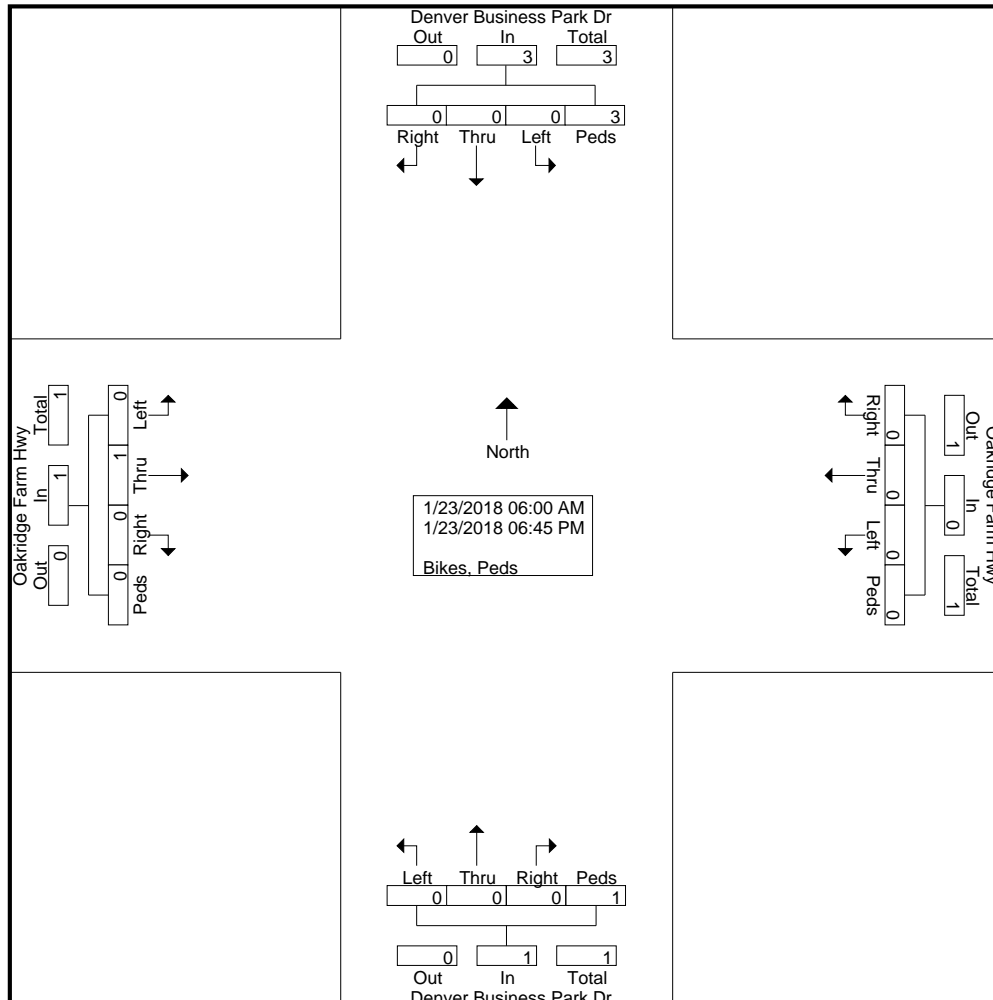 Denver Business Park Dr
Out In Total
0 3 3
0 0 0 3
Right Thru Left Peds
Oakridge Farm Hwy
Total In Out
1 1 0
0 1 0 0
Left Thru Right Peds
North
1/23/2018 06:00 AM
1/23/2018 06:45 PM
Bikes, Peds
Right Thru Left Peds
0 0 0 0
Out In Total
1 0 1
Oakridge Farm Hwy
Left Thru Right Peds
0 0 0 1
0 1 1
Out In Total
Denver Business Park Dr